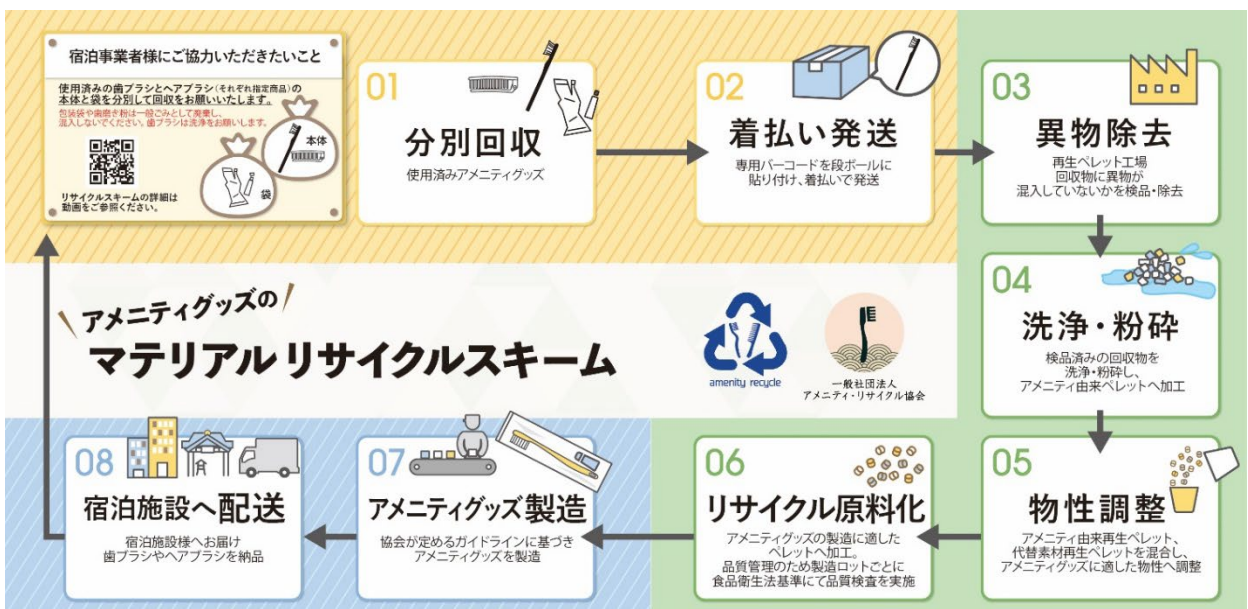 宿泊事業者様にご協力いただきたいこと
使用済みの歯ブラシとヘアブラシ（それぞれ指定商品）の
本体と袋を分別して回収をお願いいたします。
包装袋や歯磨き粉は一般ごみとして廃棄し、
混入しないでください。歯ブラシは洗浄をお願いします。
本体
袋
リサイクルスキームの詳細は
動画をご参照ください。
01
分別回収
使用済みアメニティグッズ
02
着払い発送
専用バーコードを段ボールに
貼り付け、着払いで発送
03
異物除去
再生ペレット工場
回収物に異物が
混入していないかを検品・除去
04
洗浄・粉砕
検品済みの回収物を
洗浄・粉砕し、
アメニティ由来ペレットへ加工
アメニティグッズの
マテリアルリサイクルスキーム
amenity recycle
一般社団法人
アメニティ・リサイクル協会
05
物性調整
アメニティ由来再生ペレット、
代替素材再生ペレットを混合し、
アメニティグッズに適した物性へ調整
06
リサイクル原料化
アメニティグッズの製造に適した
ペレットへ加工。
品質管理のため製造ロットごとに
食品衛生法基準にて品質検査を実施
07
アメニティグッズ製造
協会が定めるガイドラインに基づき
アメニティグッズを製造
08
宿泊施設へ配送
宿泊施設様へお届け
歯ブラシやヘアブラシを納品